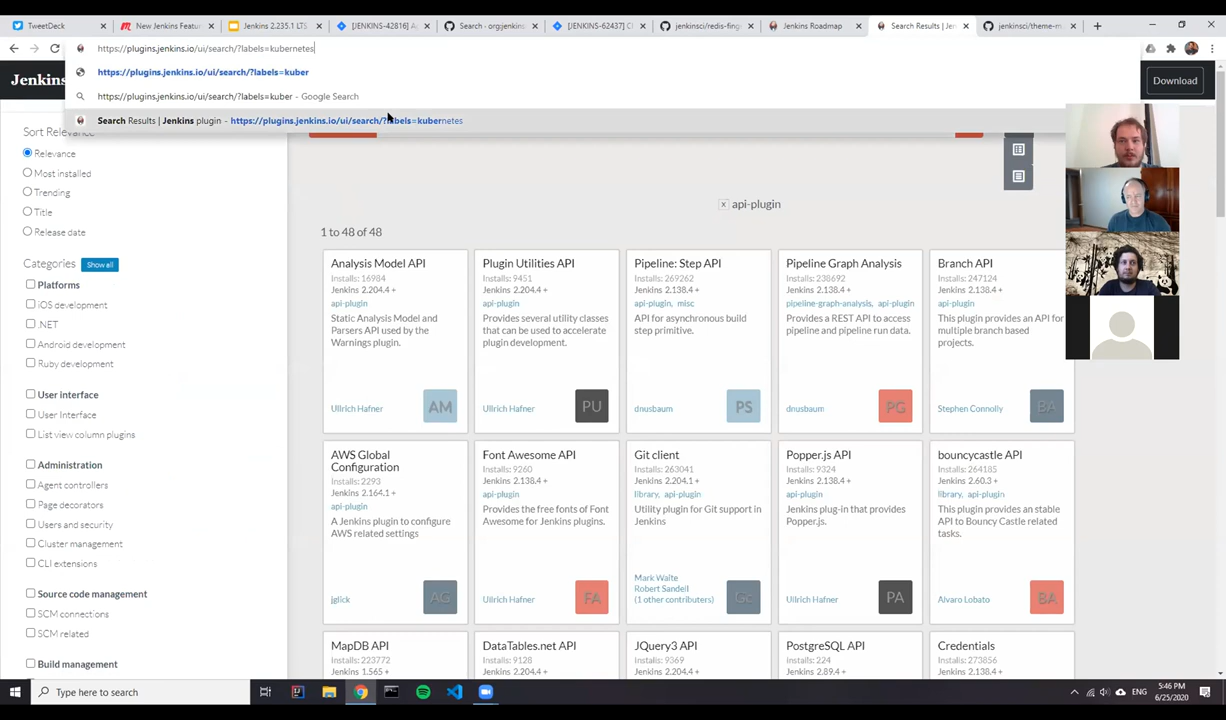 TweetDeck
New Jenkins Featur
Jenkins 2.235.1 LTS
[JENKINS-42816] A
Search - orgjenkin
[JENKINS-62437] C
jenkinsci/redis-fing
Jenkins Roadmap
Search Results | Je
jenkinsci/theme-m
https://plugins.jenkins.io/ui/search/?labels=kubernetes
https://plugins.jenkins.io/ui/search/?labels=kuber
https://plugins.jenkins.io/ui/search/?labels=kuber - Google Search
Search Results | Jenkins plugin - https://plugins.jenkins.io/ui/search/?labels=kubernetes
Jenkins
Download
Sort Relevance
Relevance
Most installed
Trending
Title
Release date
Categories
Show all
Platforms
iOS development
.NET
Android development
Ruby development
User interface
User Interface
List view column plugins
Administration
Agent controllers
Page decorators
Users and security
Cluster management
CLI extensions
Source code management
SCM connections
SCM related
Build management
x api-plugin
1 to 48 of 48
Analysis Model API
Installs: 16984
Jenkins 2.204.4 +
api-plugin
Static Analysis Model and
Parsers API used by the
Warnings plugin.
Ullrich Hafner
AM
Plugin Utilities API
Installs: 9451
Jenkins 2.204.4 +
api-plugin
Provides several utility classes
that can be used to accelerate
plugin development.
Ullrich Hafner
PU
Pipeline: Step API
Installs: 269262
Jenkins 2.138.4 +
api-plugin, misc
API for asynchronous build
step primitive.
dnusbaum
PS
Pipeline Graph Analysis
Installs: 238692
Jenkins 2.138.4 +
pipeline-graph-analysis, api-plugin
Provides a REST API to access
pipeline and pipeline run data.
dnusbaum
PG
Branch API
Installs: 247124
Jenkins 2.138.4 +
api-plugin
This plugin provides an API for
multiple branch based
projects.
Stephen Connolly
BA
AWS Global
Configuration
Installs: 2293
Jenkins 2.164.1 +
api-plugin
A Jenkins plugin to configure
AWS related settings
jglick
AG
Font Awesome API
Installs: 9260
Jenkins 2.138.4 +
api-plugin
Provides the free fonts of Font
Awesome for Jenkins plugins.
Ullrich Hafner
FA
Git client
Installs: 263041
Jenkins 2.204.1 +
library, api-plugin
Utility plugin for Git support in
Jenkins
Mark Waite
Robert Sandell
(1 other contributers)
Gc
Popper.js API
Installs: 9324
Jenkins 2.138.4 +
api-plugin
Jenkins plug-in that provides
Popper.js.
Ullrich Hafner
PA
bouncycastle API
Installs: 264185
Jenkins 2.60.3 +
library, api-plugin
This plugin provides an stable
API to Bouncy Castle related
tasks.
Alvaro Lobato
BA
MapDB API
Installs: 223772
Jenkins 1.565 +
DataTables.net API
Installs: 9128
Jenkins 2.204.4 +
JQuery3 API
Installs: 9369
Jenkins 2.204.4 +
PostgreSQL API
Installs: 224
Jenkins 2.89.4 +
Credentials
Installs: 273856
Jenkins 2.138.4 +
Type here to search
ENG
5:46 PM
6/25/2020